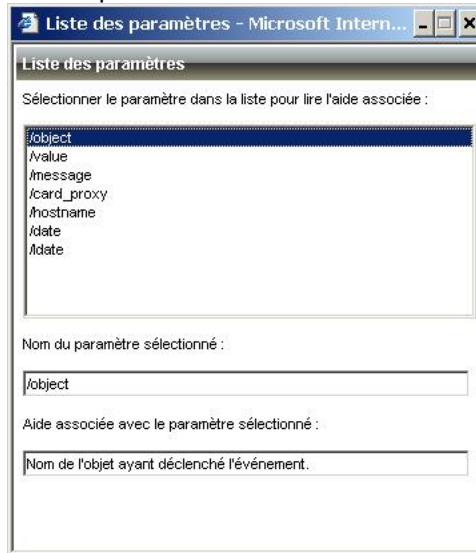 Liste des paramètres - Microsoft Intern...
Liste des paramètres
Sélectionner le paramètre dans la liste pour lire l'aide associée :
/object
/value
/message
/card_proxy
/hostname
/date
/ldate
Nom du paramètre sélectionné :
/object
Aide associée avec le paramètre sélectionné :
Nom de l'objet ayant déclenché l'événement.